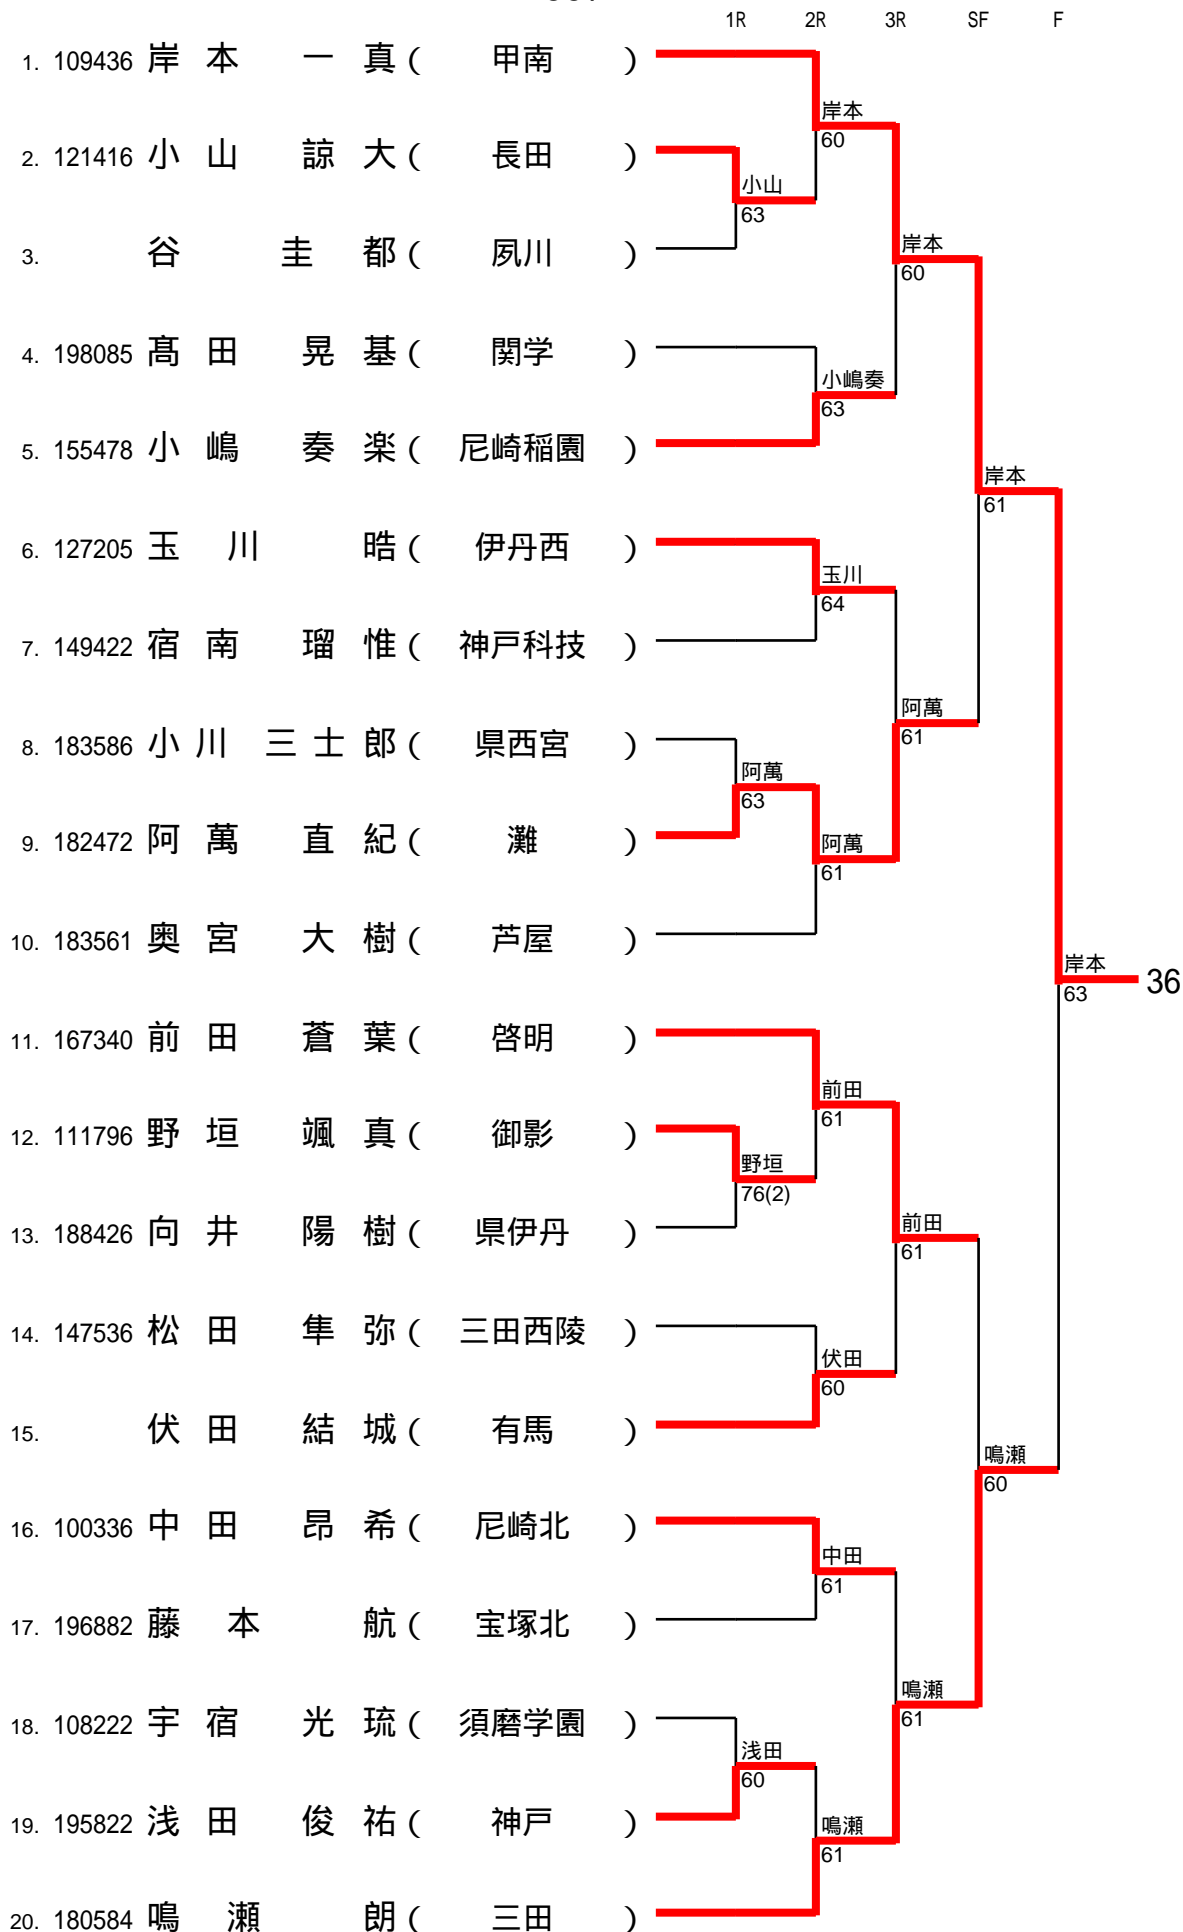 1R 2R 3R SF F
1. 109436 岸本 一真 ( 甲南 )
岸本
60
2. 121416 小山 諒大 ( 長田 )
小山
63
3. 谷 圭都 ( 夙川 )
岸本
60
4. 198085 髙田 晃基 ( 関学 )
小嶋奏
63
5. 155478 小嶋 奏楽 ( 尼崎稲園 )
岸本
61
6. 127205 玉川 晧 ( 伊丹西 )
玉川
64
7. 149422 宿南 瑠惟 ( 神戸科技 )
阿萬
61
8. 183586 小川 三士郎 ( 県西宮 )
阿萬
63
9. 182472 阿萬 直紀 ( 灘 )
阿萬
61
10. 183561 奥宮 大樹 ( 芦屋 )
岸本
63
36
11. 167340 前田 蒼葉 ( 啓明 )
前田
61
12. 111796 野垣 颯真 ( 御影 )
野垣
76(2)
13. 188426 向井 陽樹 ( 県伊丹 )
前田
61
14. 147536 松田 隼弥 ( 三田西陵 )
伏田
60
15. 伏田 結城 ( 有馬 )
鳴瀬
60
16. 100336 中田 昂希 ( 尼崎北 )
中田
61
17. 196882 藤本 航 ( 宝塚北 )
鳴瀬
61
18. 108222 宇宿 光琉 ( 須磨学園 )
浅田
60
19. 195822 浅田 俊祐 ( 神戸 )
鳴瀬
61
20. 180584 鳴瀬 朗 ( 三田 )